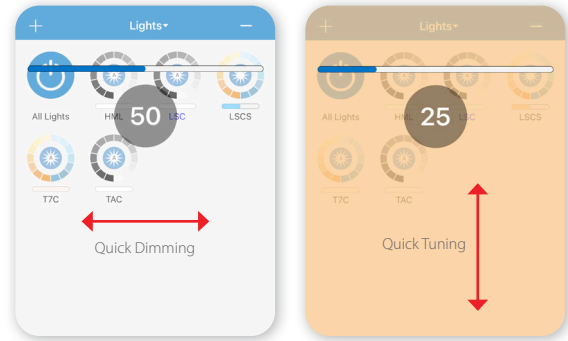 Lights▾
50
All Lights
HML
LSC
LSCS
T7C
TAC
Quick Dimming
Lights▾
25
All Lights
HML
LSC
LSCS
T7C
TAC
Quick Tuning